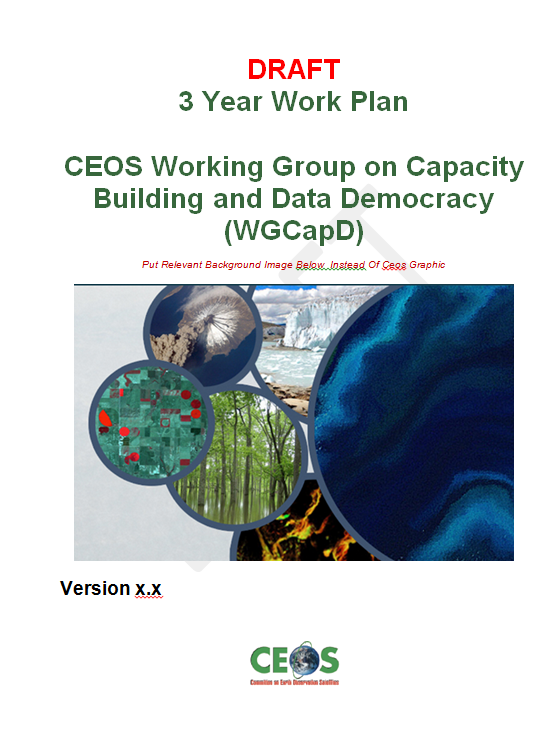 DRAFT
3 Year Work Plan
CEOS Working Group on Capacity
Building and Data Democracy
(WGCapD)
Put Relevant Background Image Below Instead Of Ceos Graphic
Version x.x
CEOS
Committee on Earth Observation Satellites